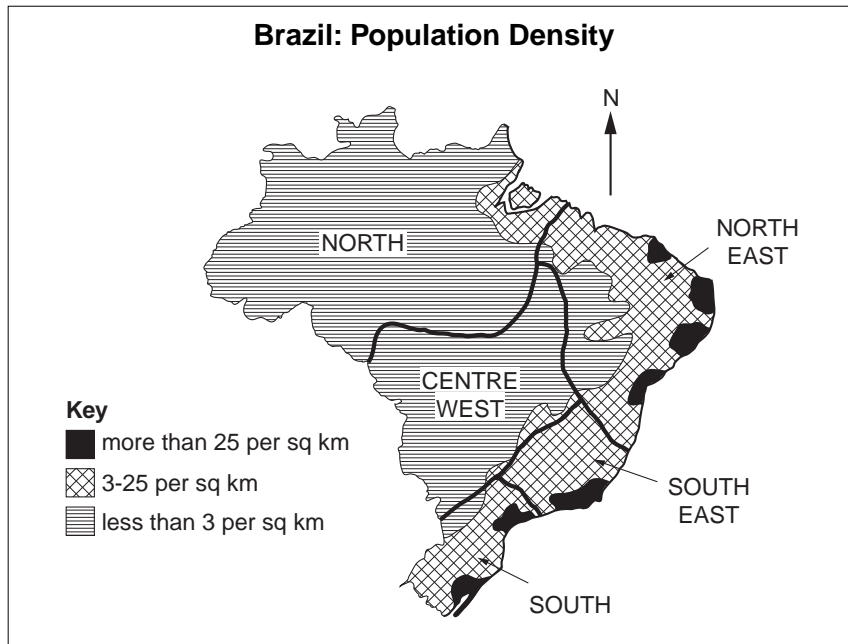 Brazil: Population Density
N
NORTH
NORTH
EAST
CENTRE
WEST
Key
more than 25 per sq km
3-25 per sq km
less than 3 per sq km
SOUTH
EAST
SOUTH